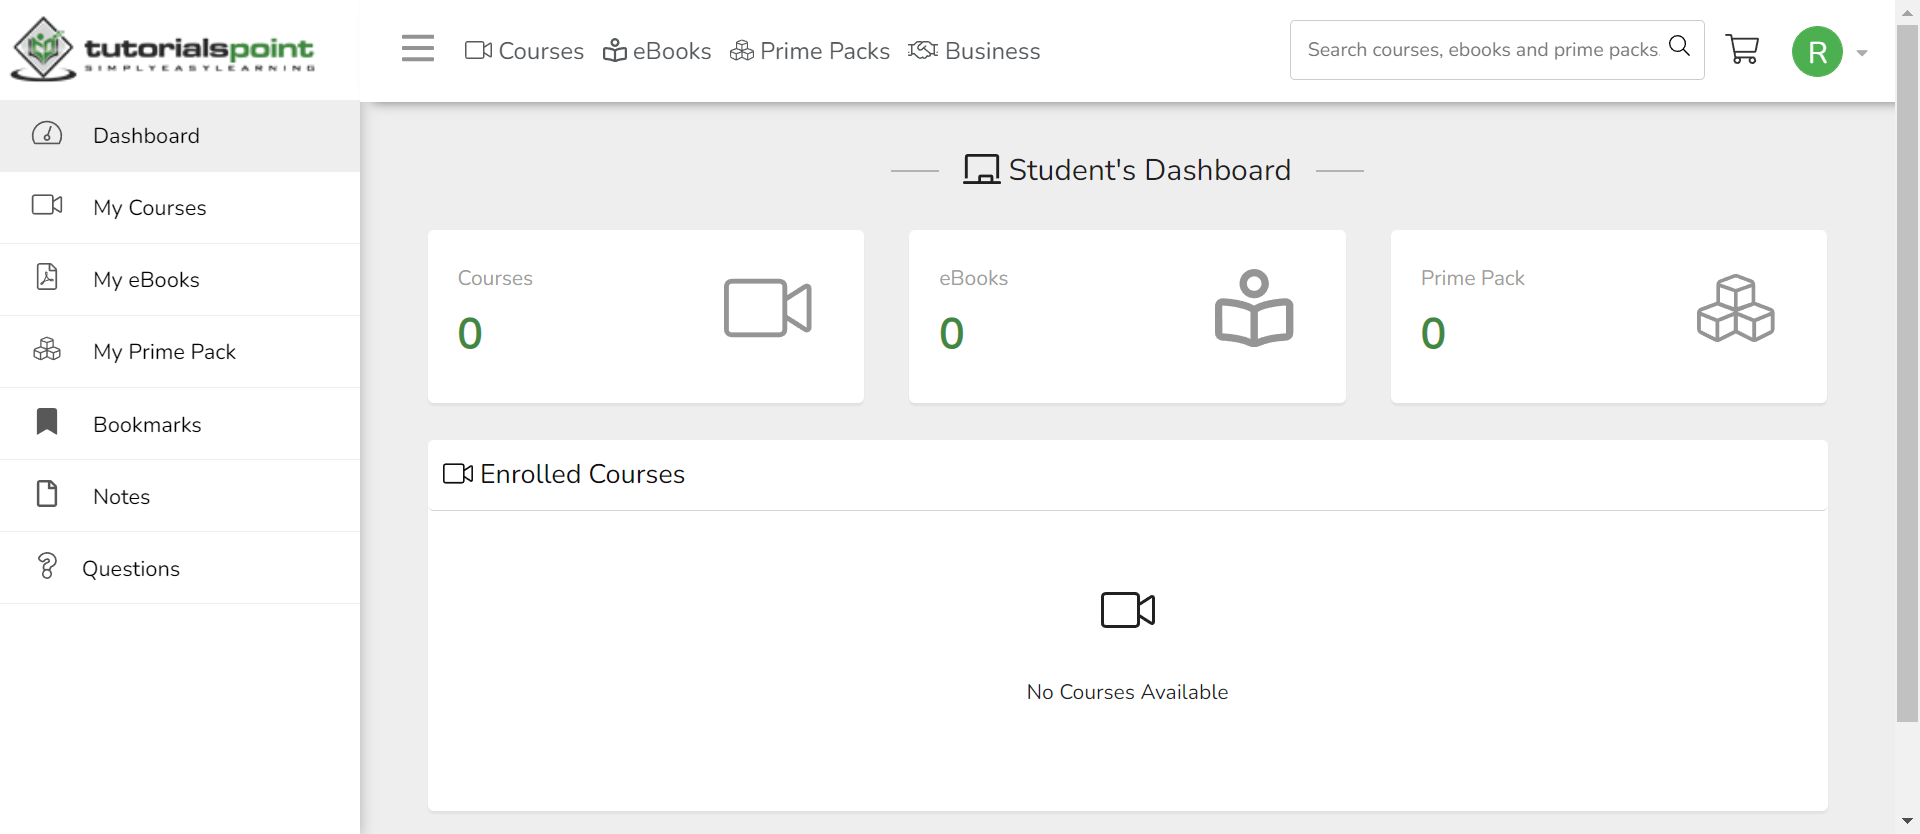 tutorialspoint
SIMPLYEASYLEARNING
Courses eBooks Prime Packs Business
Search courses, ebooks and prime packs.
R
Dashboard
My Courses
My eBooks
My Prime Pack
Bookmarks
Notes
Questions
Student's Dashboard
Courses
0
eBooks
0
Prime Pack
0
Enrolled Courses
No Courses Available